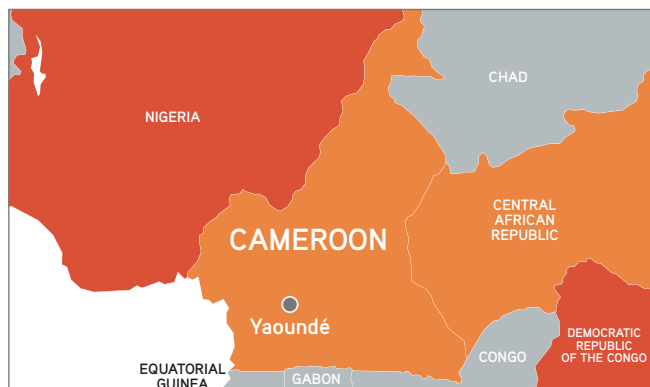 CHAD
NIGERIA
CENTRAL
AFRICAN
REPUBLIC
CAMEROON
Yaoundé
DEMOCRATIC
REPUBLIC
OF THE CONGO
CONGO
EQUATORIAL
GUINEA
GABON